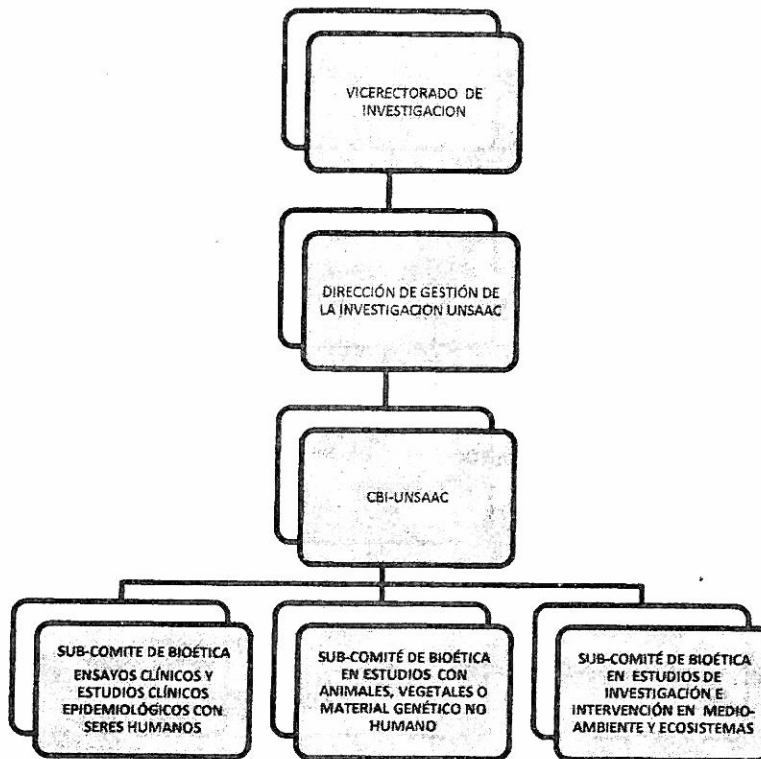 VICERECTORADO DE
INVESTIGACION
DIRECCIÓN DE GESTIÓN DE
LA INVESTIGACION UNSAAC
CBI-UNSAAC
SUB-COMITE DE BIOÉTICA
ENSAYOS CLÍNICOS Y
ESTUDIOS CLÍNICOS
EPIDEMIOLÓGICOS CON
SERES HUMANOS
SUB-COMITÉ DE BIOÉTICA
EN ESTUDIOS CON
ANIMALES, VEGETALES O
MATERIAL GENÉTICO NO
HUMANO
SUB-COMITÉ DE BIOÉTICA
EN ESTUDIOS DE
INVESTIGACIÓN E
INTERVENCIÓN EN MEDIO-
AMBIENTE Y ECOSISTEMAS